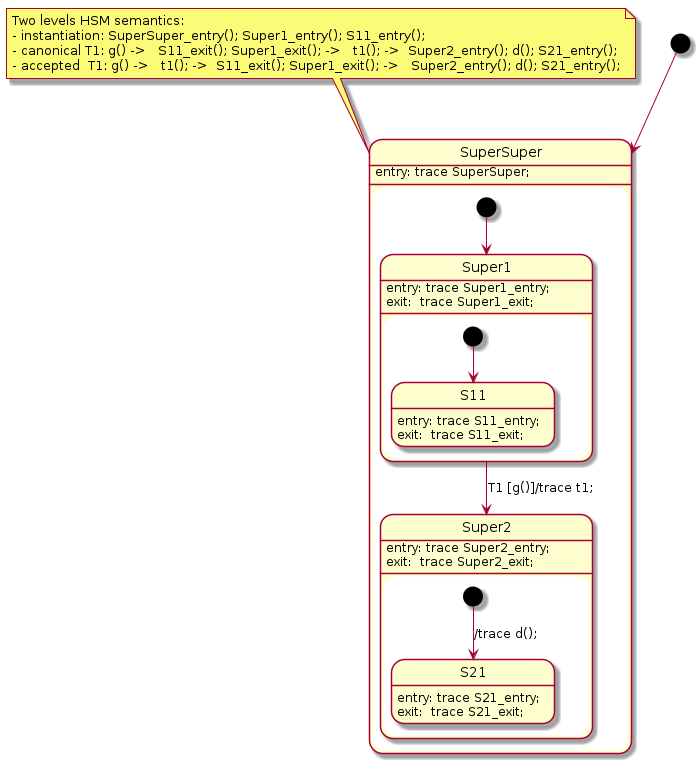 Two levels HSM semantics:
- instantiation: SuperSuper_entry(); Super1_entry(); S11_entry();
- canonical T1: g() ->   S11_exit(); Super1_exit(); ->   t1(); ->  Super2_entry(); d(); S21_entry();
- accepted  T1: g() ->   t1(); ->  S11_exit(); Super1_exit(); ->   Super2_entry(); d(); S21_entry();
SuperSuper
entry: trace SuperSuper;
Super1
entry: trace Super1_entry;
exit:  trace Super1_exit;
S11
entry: trace S11_entry;
exit:  trace S11_exit;
T1 [g()]/trace t1;
Super2
entry: trace Super2_entry;
exit:  trace Super2_exit;
/trace d();
S21
entry: trace S21_entry;
exit:  trace S21_exit;